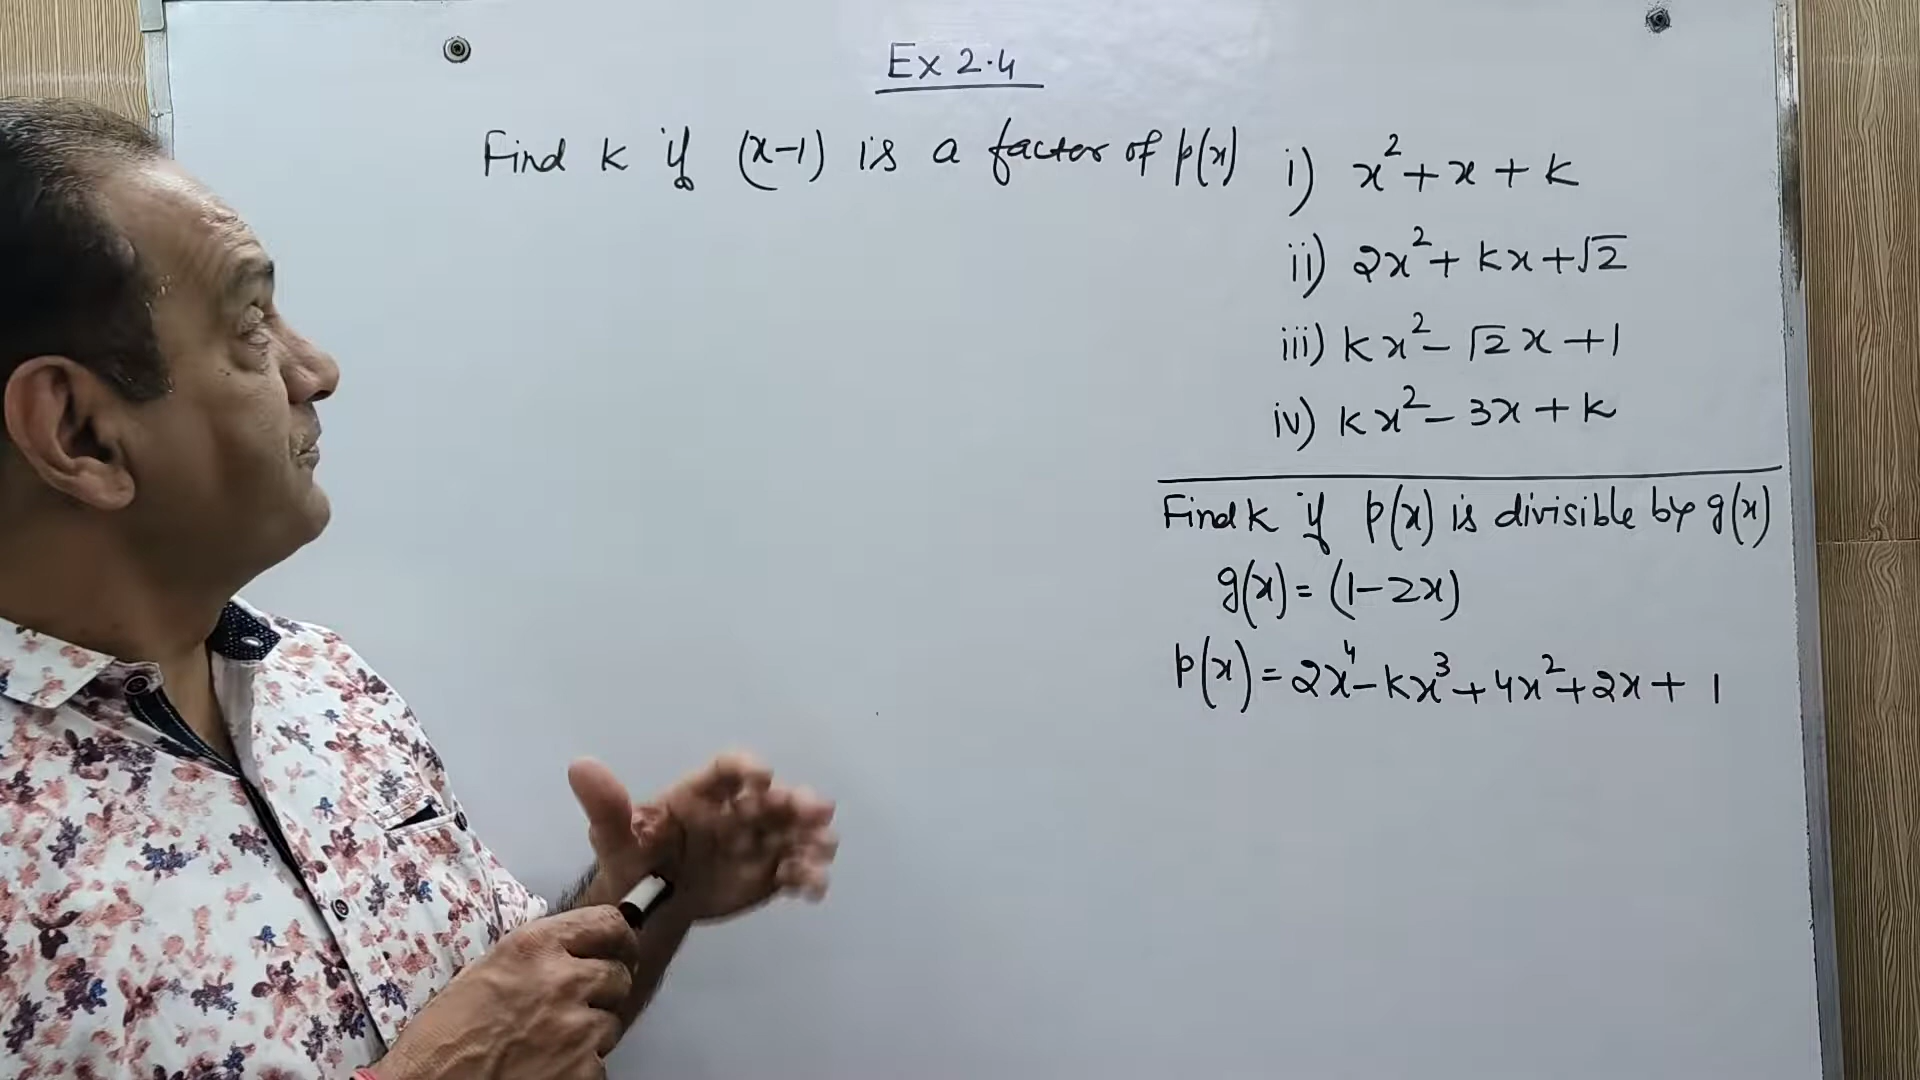 Ex 2.4
Find k if (x-1) is a factor of p(x) i) x²+x+k
ii) 2x²+kx+√2
iii) kx²-√2x+1
iv) kx²-3x+k
Find k if p(x) is divisible by g(x)
g(x)=(1-2x)
p(x)=2x⁴-kx³+4x²+2x+1